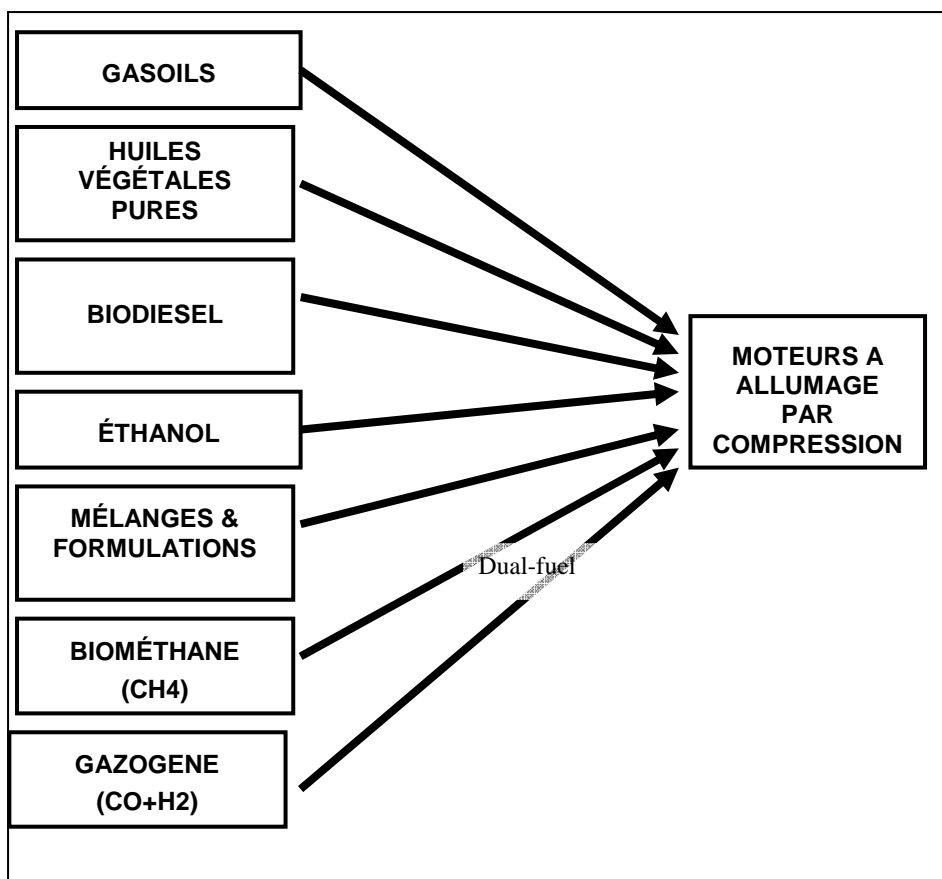 GASOILS
HUILES
VÉGÉTALES
PURES
BIODIESEL
ÉTHANOL
MÉLANGES &
FORMULATIONS
BIOMÉTHANE
(CH4)
GAZOGENE
(CO+H2)
Dual-fuel
MOTEURS A
ALLUMAGE
PAR
COMPRESSION